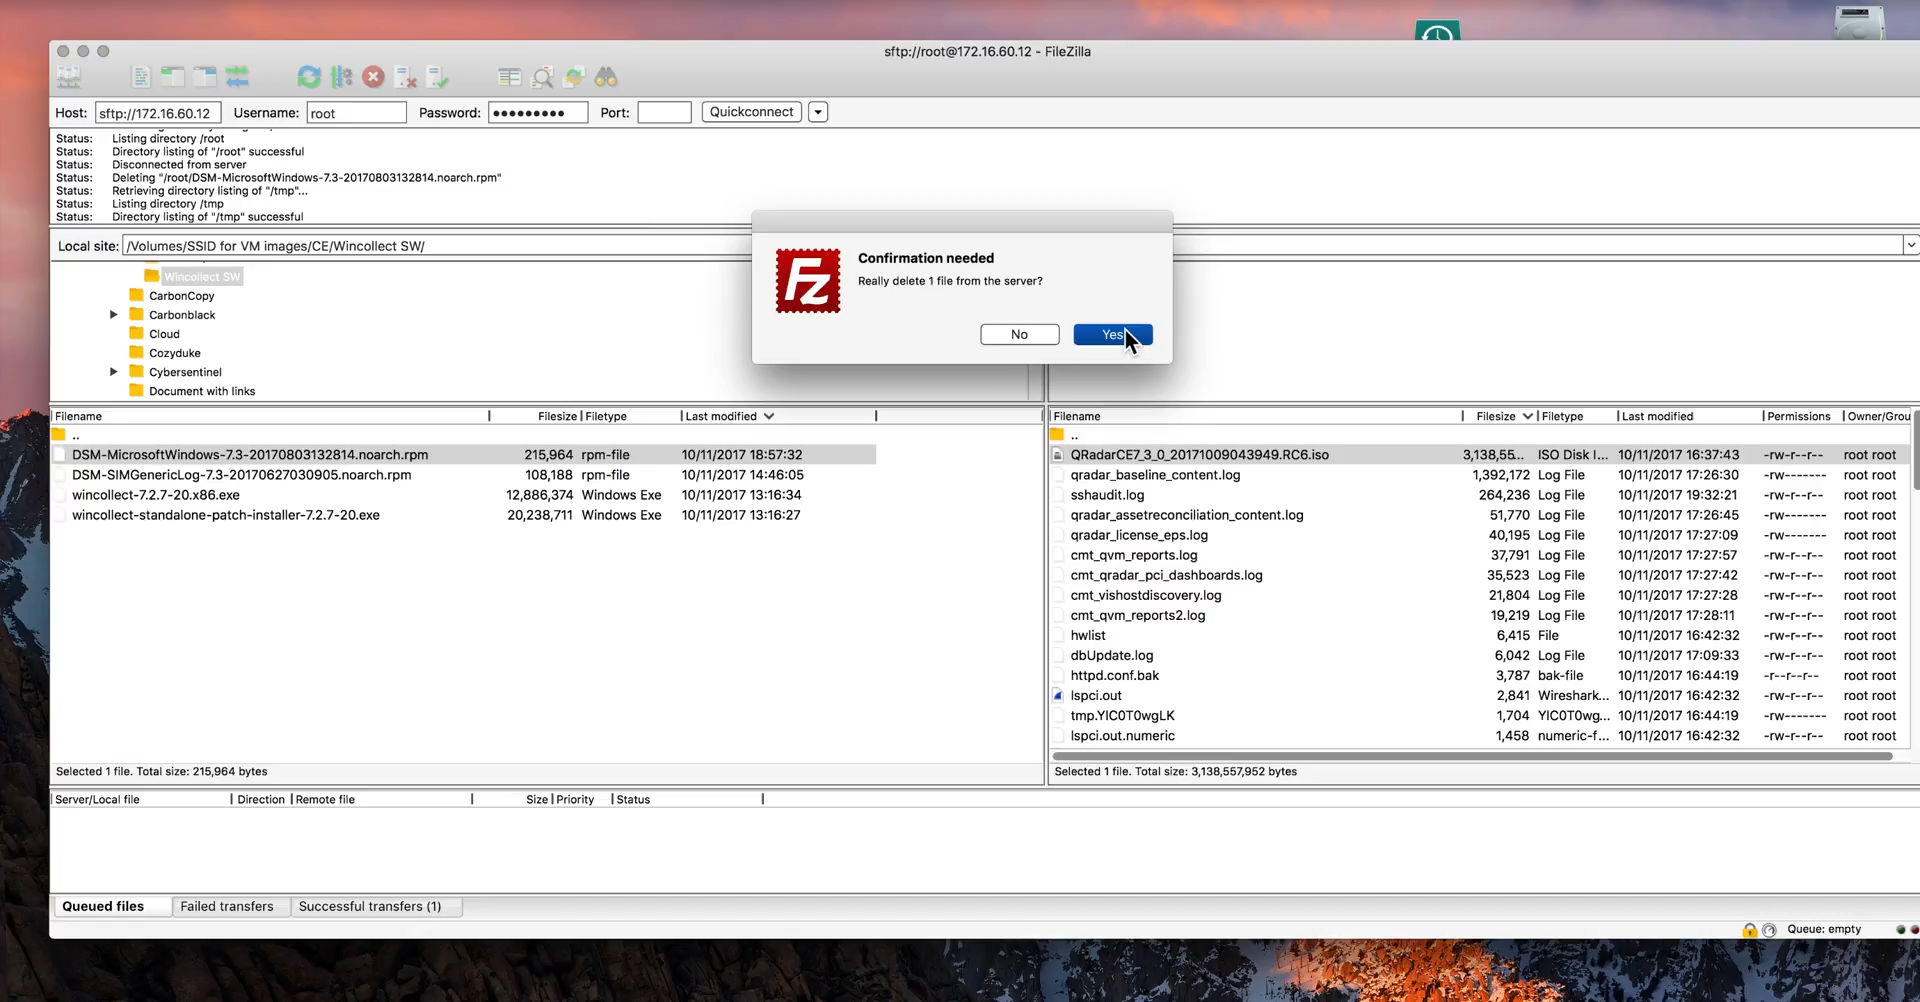 sftp://root@172.16.60.12 - FileZilla
Host: sftp://172.16.60.12 Username: root Password: ●●●●●●●●● Port: Quickconnect
Status: Listing directory /root
Status: Directory listing of "/root" successful
Status: Disconnected from server
Status: Deleting "/root/DSM-MicrosoftWindows-7.3-20170803132814.noarch.rpm"
Status: Retrieving directory listing of "/tmp"...
Status: Listing directory /tmp
Status: Directory listing of "/tmp" successful
Confirmation needed
Really delete 1 file from the server?
No Yes
Local site: /Volumes/SSID for VM images/CE/Wincollect SW/
Wincollect SW
CarbonCopy
Carbonblack
Cloud
Cozyduke
Cybersentinel
Document with links
Filename Filesize Filetype Last modified
..
DSM-MicrosoftWindows-7.3-20170803132814.noarch.rpm 215,964 rpm-file 10/11/2017 18:57:32
DSM-SIMGenericLog-7.3-20170627030905.noarch.rpm 108,188 rpm-file 10/11/2017 14:46:05
wincollect-7.2.7-20.x86.exe 12,886,374 Windows Exe 10/11/2017 13:16:34
wincollect-standalone-patch-installer-7.2.7-20.exe 20,238,711 Windows Exe 10/11/2017 13:16:27
Selected 1 file. Total size: 215,964 bytes
Filename Filesize Filetype Last modified Permissions Owner/Grou
..
QRadarCE7_3_0_20171009043949.RC6.iso 3,138,55... ISO Disk I... 10/11/2017 16:37:43 -rw-r--r-- root root
qradar_baseline_content.log 1,392,172 Log File 10/11/2017 17:26:30 -rw------- root root
sshaudit.log 264,236 Log File 10/11/2017 19:32:21 -rw-r--r-- root root
qradar_assetreconciliation_content.log 51,770 Log File 10/11/2017 17:26:45 -rw------- root root
qradar_license_eps.log 40,195 Log File 10/11/2017 17:27:09 -rw------- root root
cmt_qvm_reports.log 37,791 Log File 10/11/2017 17:27:57 -rw-r--r-- root root
cmt_qradar_pci_dashboards.log 35,523 Log File 10/11/2017 17:27:42 -rw-r--r-- root root
cmt_vishostdiscovery.log 21,804 Log File 10/11/2017 17:27:28 -rw-r--r-- root root
cmt_qvm_reports2.log 19,219 Log File 10/11/2017 17:28:11 -rw-r--r-- root root
hwlist 6,415 File 10/11/2017 16:42:32 -rw-r--r-- root root
dbUpdate.log 6,042 Log File 10/11/2017 17:09:33 -rw-r--r-- root root
httpd.conf.bak 3,787 bak-file 10/11/2017 16:44:19 -r--r--r-- root root
lspci.out 2,841 Wireshark... 10/11/2017 16:42:32 -rw-r--r-- root root
tmp.YIC0T0wgLK 1,704 YIC0T0wg... 10/11/2017 16:44:19 -rw------- root root
lspci.out.numeric 1,458 numeric-f... 10/11/2017 16:42:32 -rw-r--r-- root root
Selected 1 file. Total size: 3,138,557,952 bytes
Server/Local file Direction Remote file Size Priority Status
Queued files Failed transfers Successful transfers (1)
Queue: empty